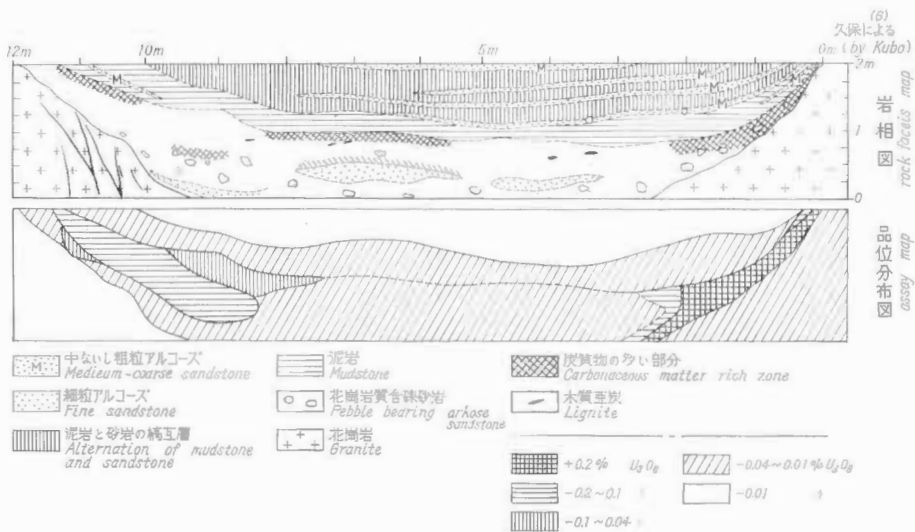 (6)
久保による
(by Kubo)
12m 10m 5m 0m
2m
1
0
岩相図
rock faceis map
品位分布図
assay map
M 中ないし粗粒アルコーズ
Medieum-coarse sandstone
細粒アルコーズ
Fine sandstone
泥岩と砂岩の縞互層
Alternation of mudstone
and sandstone
泥岩
Mudstone
花崗岩質含礫砂岩
Pebble bearing arkose
sandstone
花崗岩
Granite
炭質物の多い部分
Carbonaceous matter rich zone
木質亜炭
Lignite
+0.2% U3O8
-0.2~0.1 〃
-0.1~0.04
-0.04~0.01% U3O8
-0.01 〃